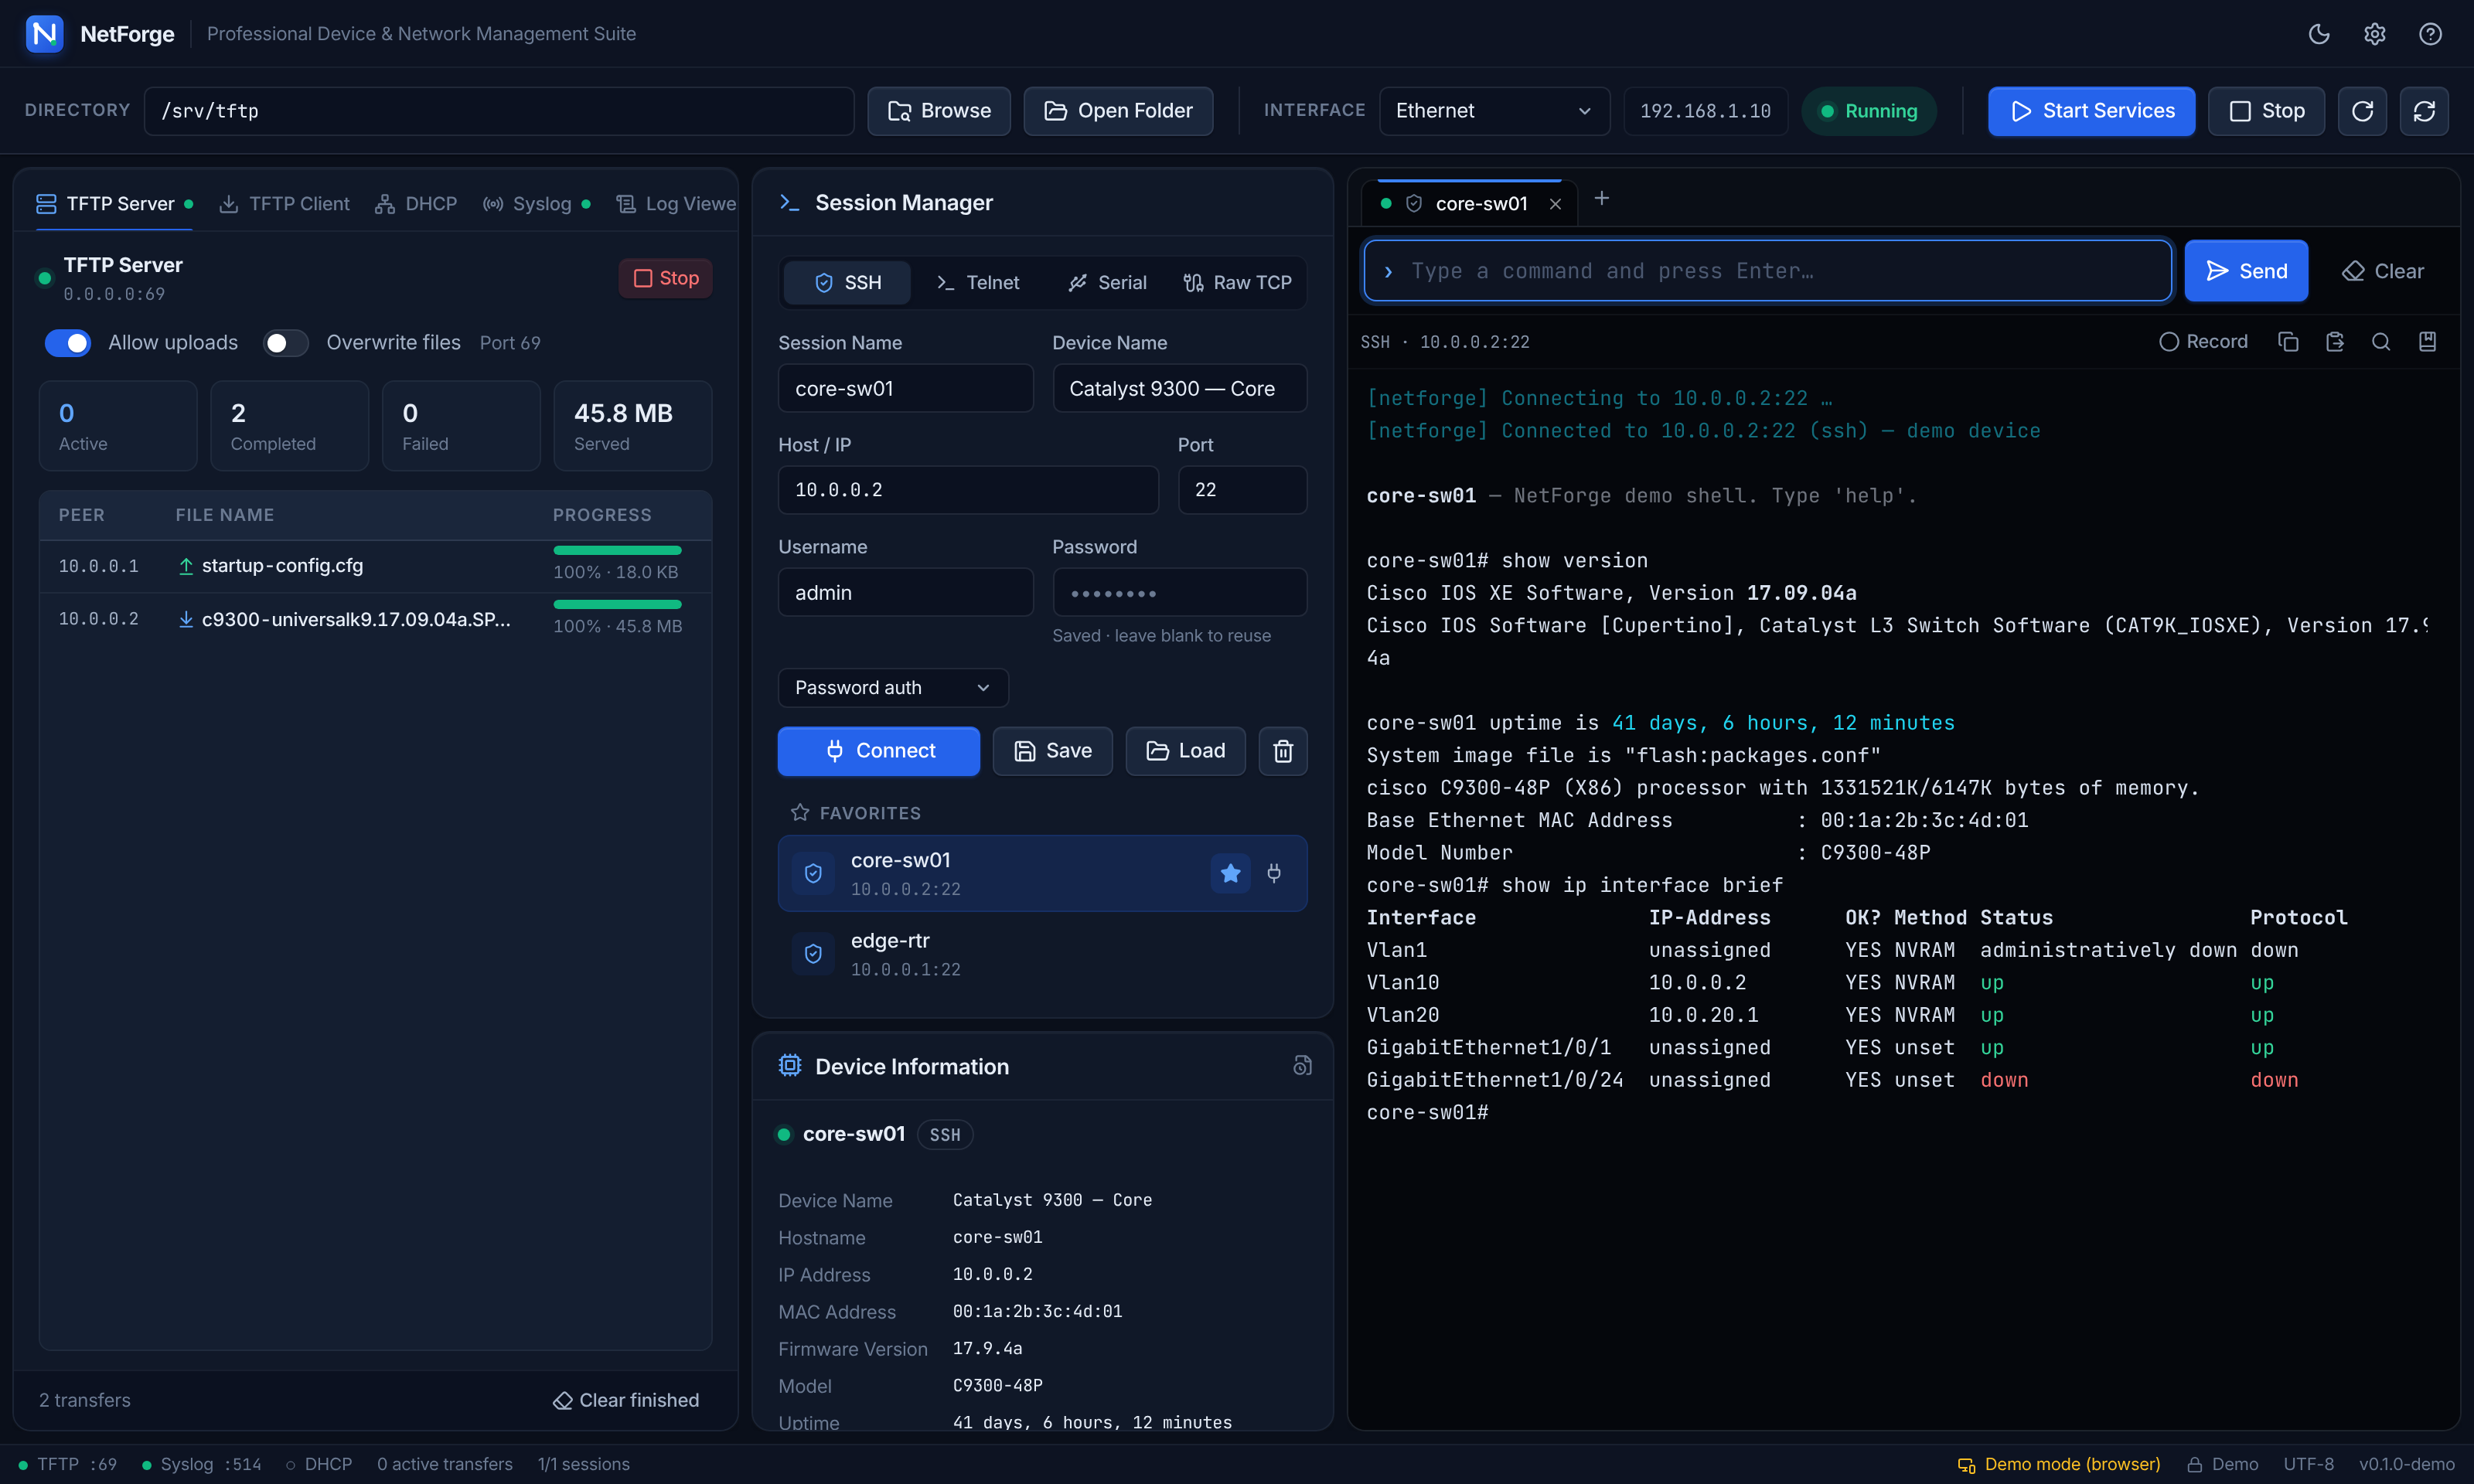 NetForge
Professional Device & Network Management Suite
DIRECTORY
/srv/tftp
Browse
Open Folder
INTERFACE
Ethernet
192.168.1.10
Running
Start Services
Stop
TFTP Server
TFTP Client
DHCP
Syslog
Log Viewe
TFTP Server
0.0.0.0:69
Stop
Allow uploads
Overwrite files
Port 69
0
Active
2
Completed
0
Failed
45.8 MB
Served
PEER FILE NAME PROGRESS
10.0.0.1 startup-config.cfg 100% · 18.0 KB
10.0.0.2 c9300-universalk9.17.09.04a.SP... 100% · 45.8 MB
2 transfers
Clear finished
Session Manager
SSH
Telnet
Serial
Raw TCP
Session Name
core-sw01
Device Name
Catalyst 9300 — Core
Host / IP
10.0.0.2
Port
22
Username
admin
Password
••••••••
Saved · leave blank to reuse
Password auth
Connect
Save
Load
FAVORITES
core-sw01
10.0.0.2:22
edge-rtr
10.0.0.1:22
Device Information
core-sw01 SSH
Device Name Catalyst 9300 — Core
Hostname core-sw01
IP Address 10.0.0.2
MAC Address 00:1a:2b:3c:4d:01
Firmware Version 17.9.4a
Model C9300-48P
Uptime 41 days, 6 hours, 12 minutes
core-sw01
› Type a command and press Enter…
Send
Clear
SSH · 10.0.0.2:22
Record
[netforge] Connecting to 10.0.0.2:22 …
[netforge] Connected to 10.0.0.2:22 (ssh) — demo device
core-sw01 — NetForge demo shell. Type 'help'.
core-sw01# show version
Cisco IOS XE Software, Version 17.09.04a
Cisco IOS Software [Cupertino], Catalyst L3 Switch Software (CAT9K_IOSXE), Version 17.9
4a
core-sw01 uptime is 41 days, 6 hours, 12 minutes
System image file is "flash:packages.conf"
cisco C9300-48P (X86) processor with 1331521K/6147K bytes of memory.
Base Ethernet MAC Address : 00:1a:2b:3c:4d:01
Model Number : C9300-48P
core-sw01# show ip interface brief
Interface IP-Address OK? Method Status Protocol
Vlan1 unassigned YES NVRAM administratively down down
Vlan10 10.0.0.2 YES NVRAM up up
Vlan20 10.0.20.1 YES NVRAM up up
GigabitEthernet1/0/1 unassigned YES unset up up
GigabitEthernet1/0/24 unassigned YES unset down down
core-sw01#
TFTP :69
Syslog :514
DHCP
0 active transfers
1/1 sessions
Demo mode (browser)
Demo
UTF-8
v0.1.0-demo